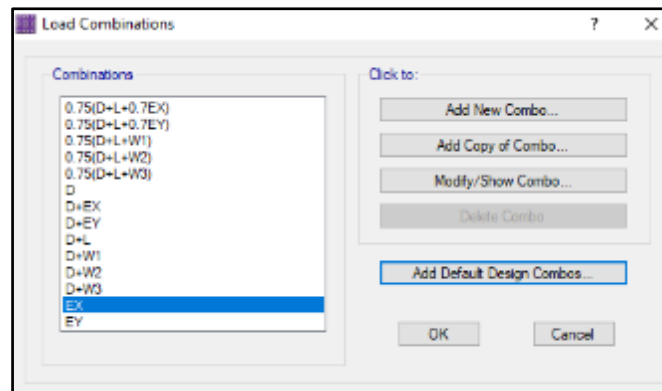 Load Combinations
?
×
Combinations
0.75(D+L+0.7EX)
0.75(D+L+0.7EY)
0.75(D+L+W1)
0.75(D+L+W2)
0.75(D+L+W3)
D
D+EX
D+EY
D+L
D+W1
D+W2
D+W3
EX
EY
Click to:
Add New Combo...
Add Copy of Combo...
Modify/Show Combo...
Delete Combo
Add Default Design Combos...
OK
Cancel